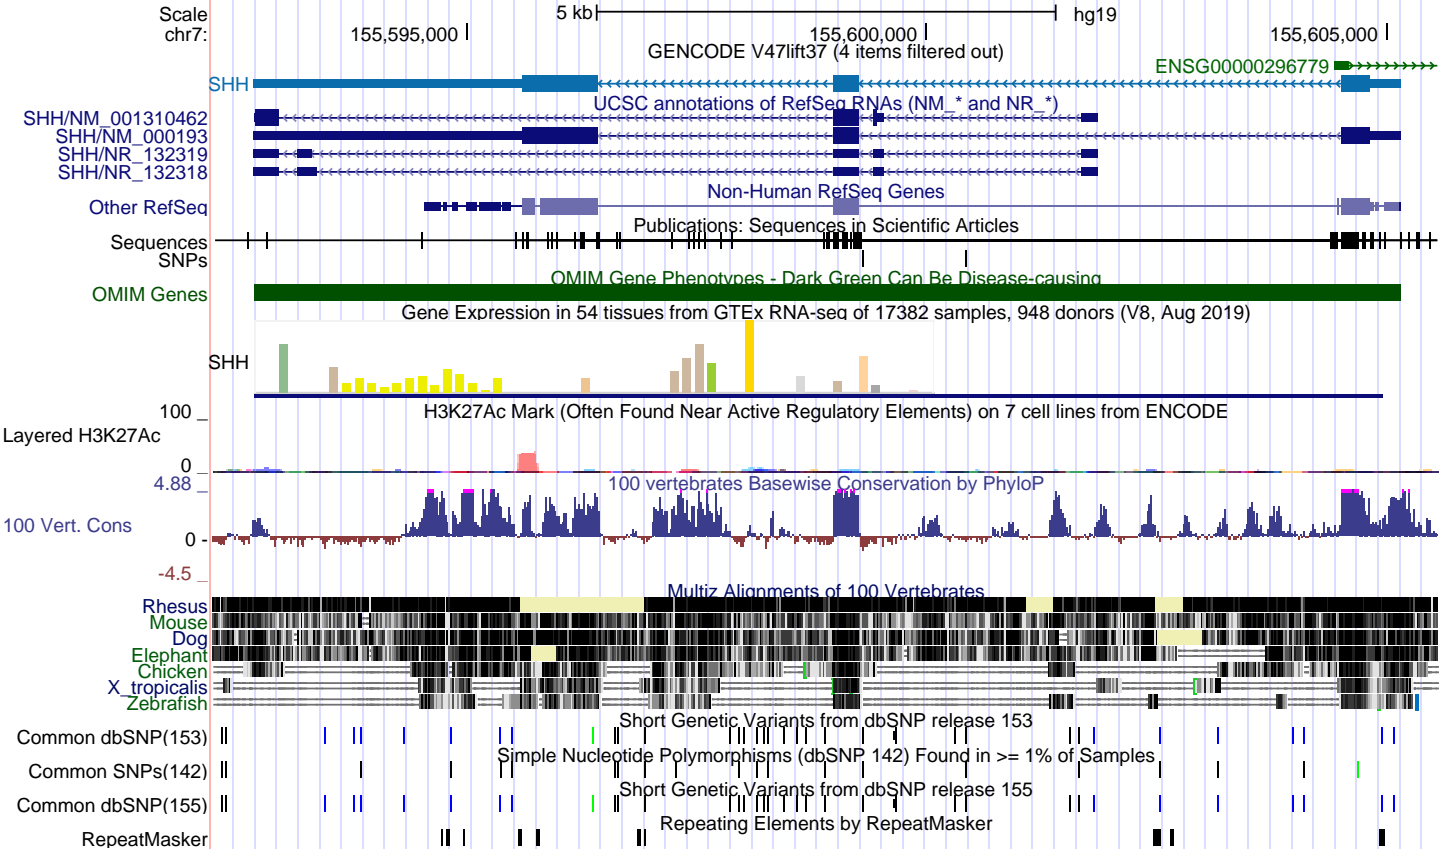 Scale 5 kb hg19
chr7: 155,595,000 155,600,000 155,605,000
GENCODE V47lift37 (4 items filtered out)
ENSG00000296779
SHH
UCSC annotations of RefSeq RNAs (NM_* and NR_*)
SHH/NM_001310462
SHH/NM_000193
SHH/NR_132319
SHH/NR_132318
Non-Human RefSeq Genes
Other RefSeq
Publications: Sequences in Scientific Articles
Sequences
SNPs
OMIM Gene Phenotypes - Dark Green Can Be Disease-causing
OMIM Genes
Gene Expression in 54 tissues from GTEx RNA-seq of 17382 samples, 948 donors (V8, Aug 2019)
SHH
H3K27Ac Mark (Often Found Near Active Regulatory Elements) on 7 cell lines from ENCODE
100 _
Layered H3K27Ac
0 _
100 vertebrates Basewise Conservation by PhyloP
4.88 _
100 Vert. Cons
0 -
-4.5 _
Multiz Alignments of 100 Vertebrates
Rhesus
Mouse
Dog
Elephant
Chicken
X_tropicalis
Zebrafish
Short Genetic Variants from dbSNP release 153
Common dbSNP(153)
Simple Nucleotide Polymorphisms (dbSNP 142) Found in >= 1% of Samples
Common SNPs(142)
Short Genetic Variants from dbSNP release 155
Common dbSNP(155)
Repeating Elements by RepeatMasker
RepeatMasker